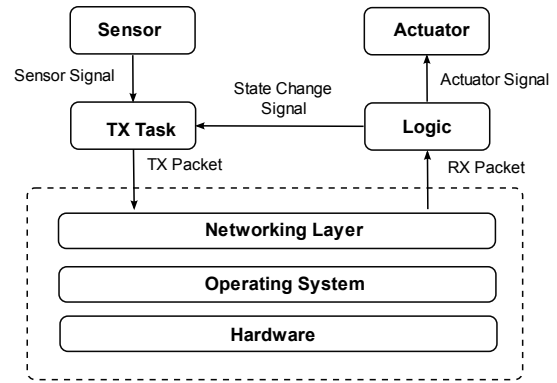 Sensor
Actuator
Sensor Signal
State Change
Signal
Actuator Signal
TX Task
Logic
TX Packet
RX Packet
Networking Layer
Operating System
Hardware